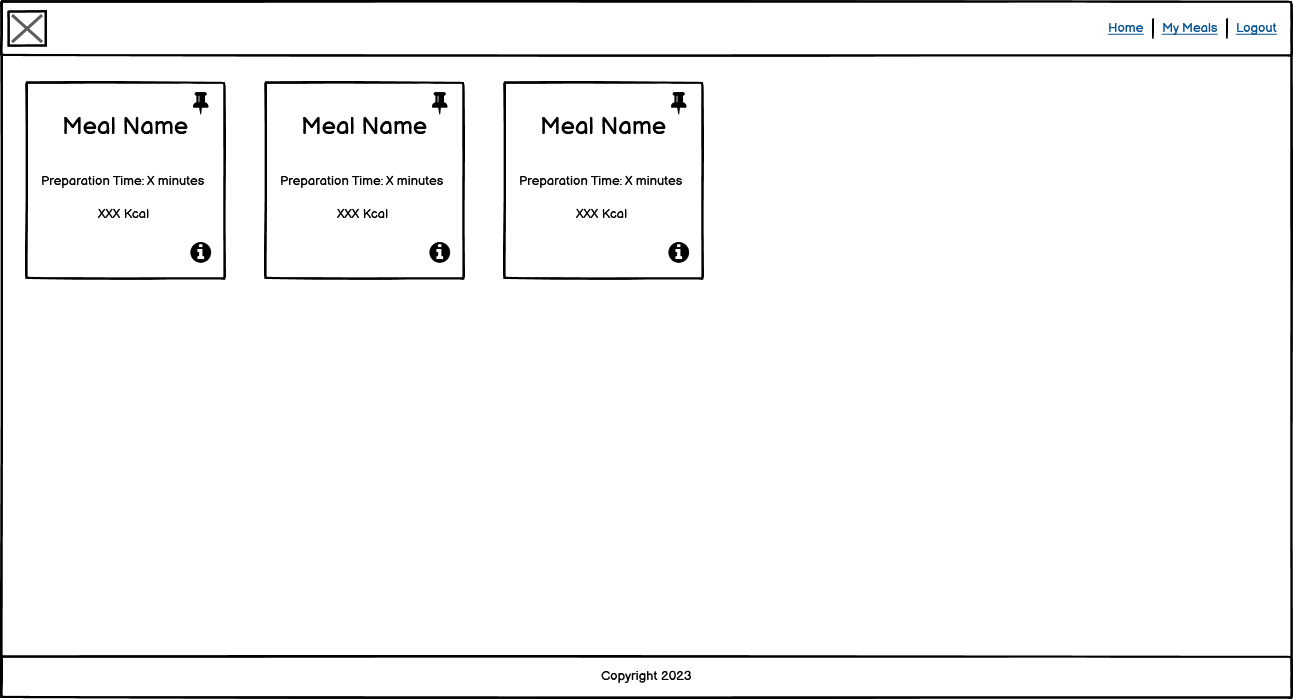 Home | My Meals | Logout
Meal Name
Preparation Time: X minutes
XXX Kcal
Meal Name
Preparation Time: X minutes
XXX Kcal
Meal Name
Preparation Time: X minutes
XXX Kcal
Copyright 2023